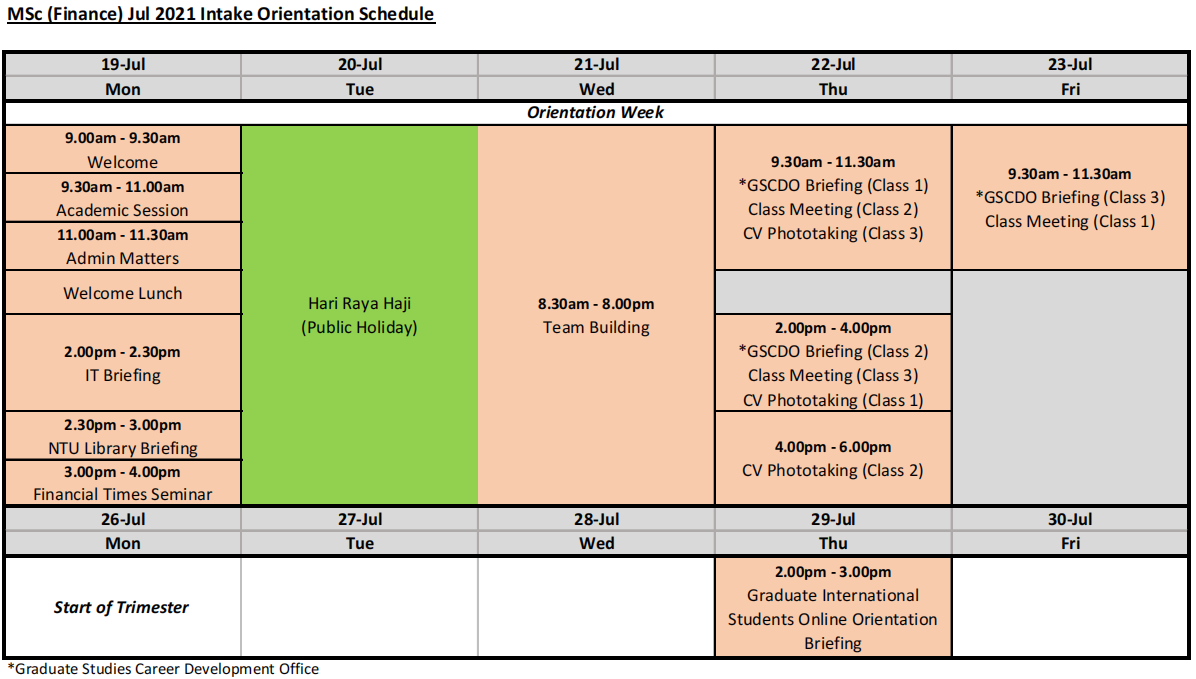 MSc (Finance) Jul 2021 Intake Orientation Schedule
19-Jul 20-Jul 21-Jul 22-Jul 23-Jul
Mon Tue Wed Thu Fri
Orientation Week
9.00am - 9.30am
Welcome
9.30am - 11.00am
Academic Session
11.00am - 11.30am
Admin Matters
Welcome Lunch
2.00pm - 2.30pm
IT Briefing
2.30pm - 3.00pm
NTU Library Briefing
3.00pm - 4.00pm
Financial Times Seminar
Hari Raya Haji
(Public Holiday)
8.30am - 8.00pm
Team Building
9.30am - 11.30am
*GSCDO Briefing (Class 1)
Class Meeting (Class 2)
CV Phototaking (Class 3)
2.00pm - 4.00pm
*GSCDO Briefing (Class 2)
Class Meeting (Class 3)
CV Phototaking (Class 1)
4.00pm - 6.00pm
CV Phototaking (Class 2)
9.30am - 11.30am
*GSCDO Briefing (Class 3)
Class Meeting (Class 1)
26-Jul 27-Jul 28-Jul 29-Jul 30-Jul
Mon Tue Wed Thu Fri
Start of Trimester
2.00pm - 3.00pm
Graduate International
Students Online Orientation
Briefing
*Graduate Studies Career Development Office